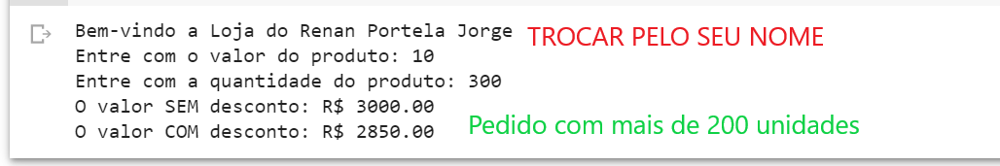 Bem-vindo a Loja do Renan Portela Jorge TROCAR PELO SEU NOME
Entre com o valor do produto: 10
Entre com a quantidade do produto: 300
O valor SEM desconto: R$ 3000.00
O valor COM desconto: R$ 2850.00 Pedido com mais de 200 unidades